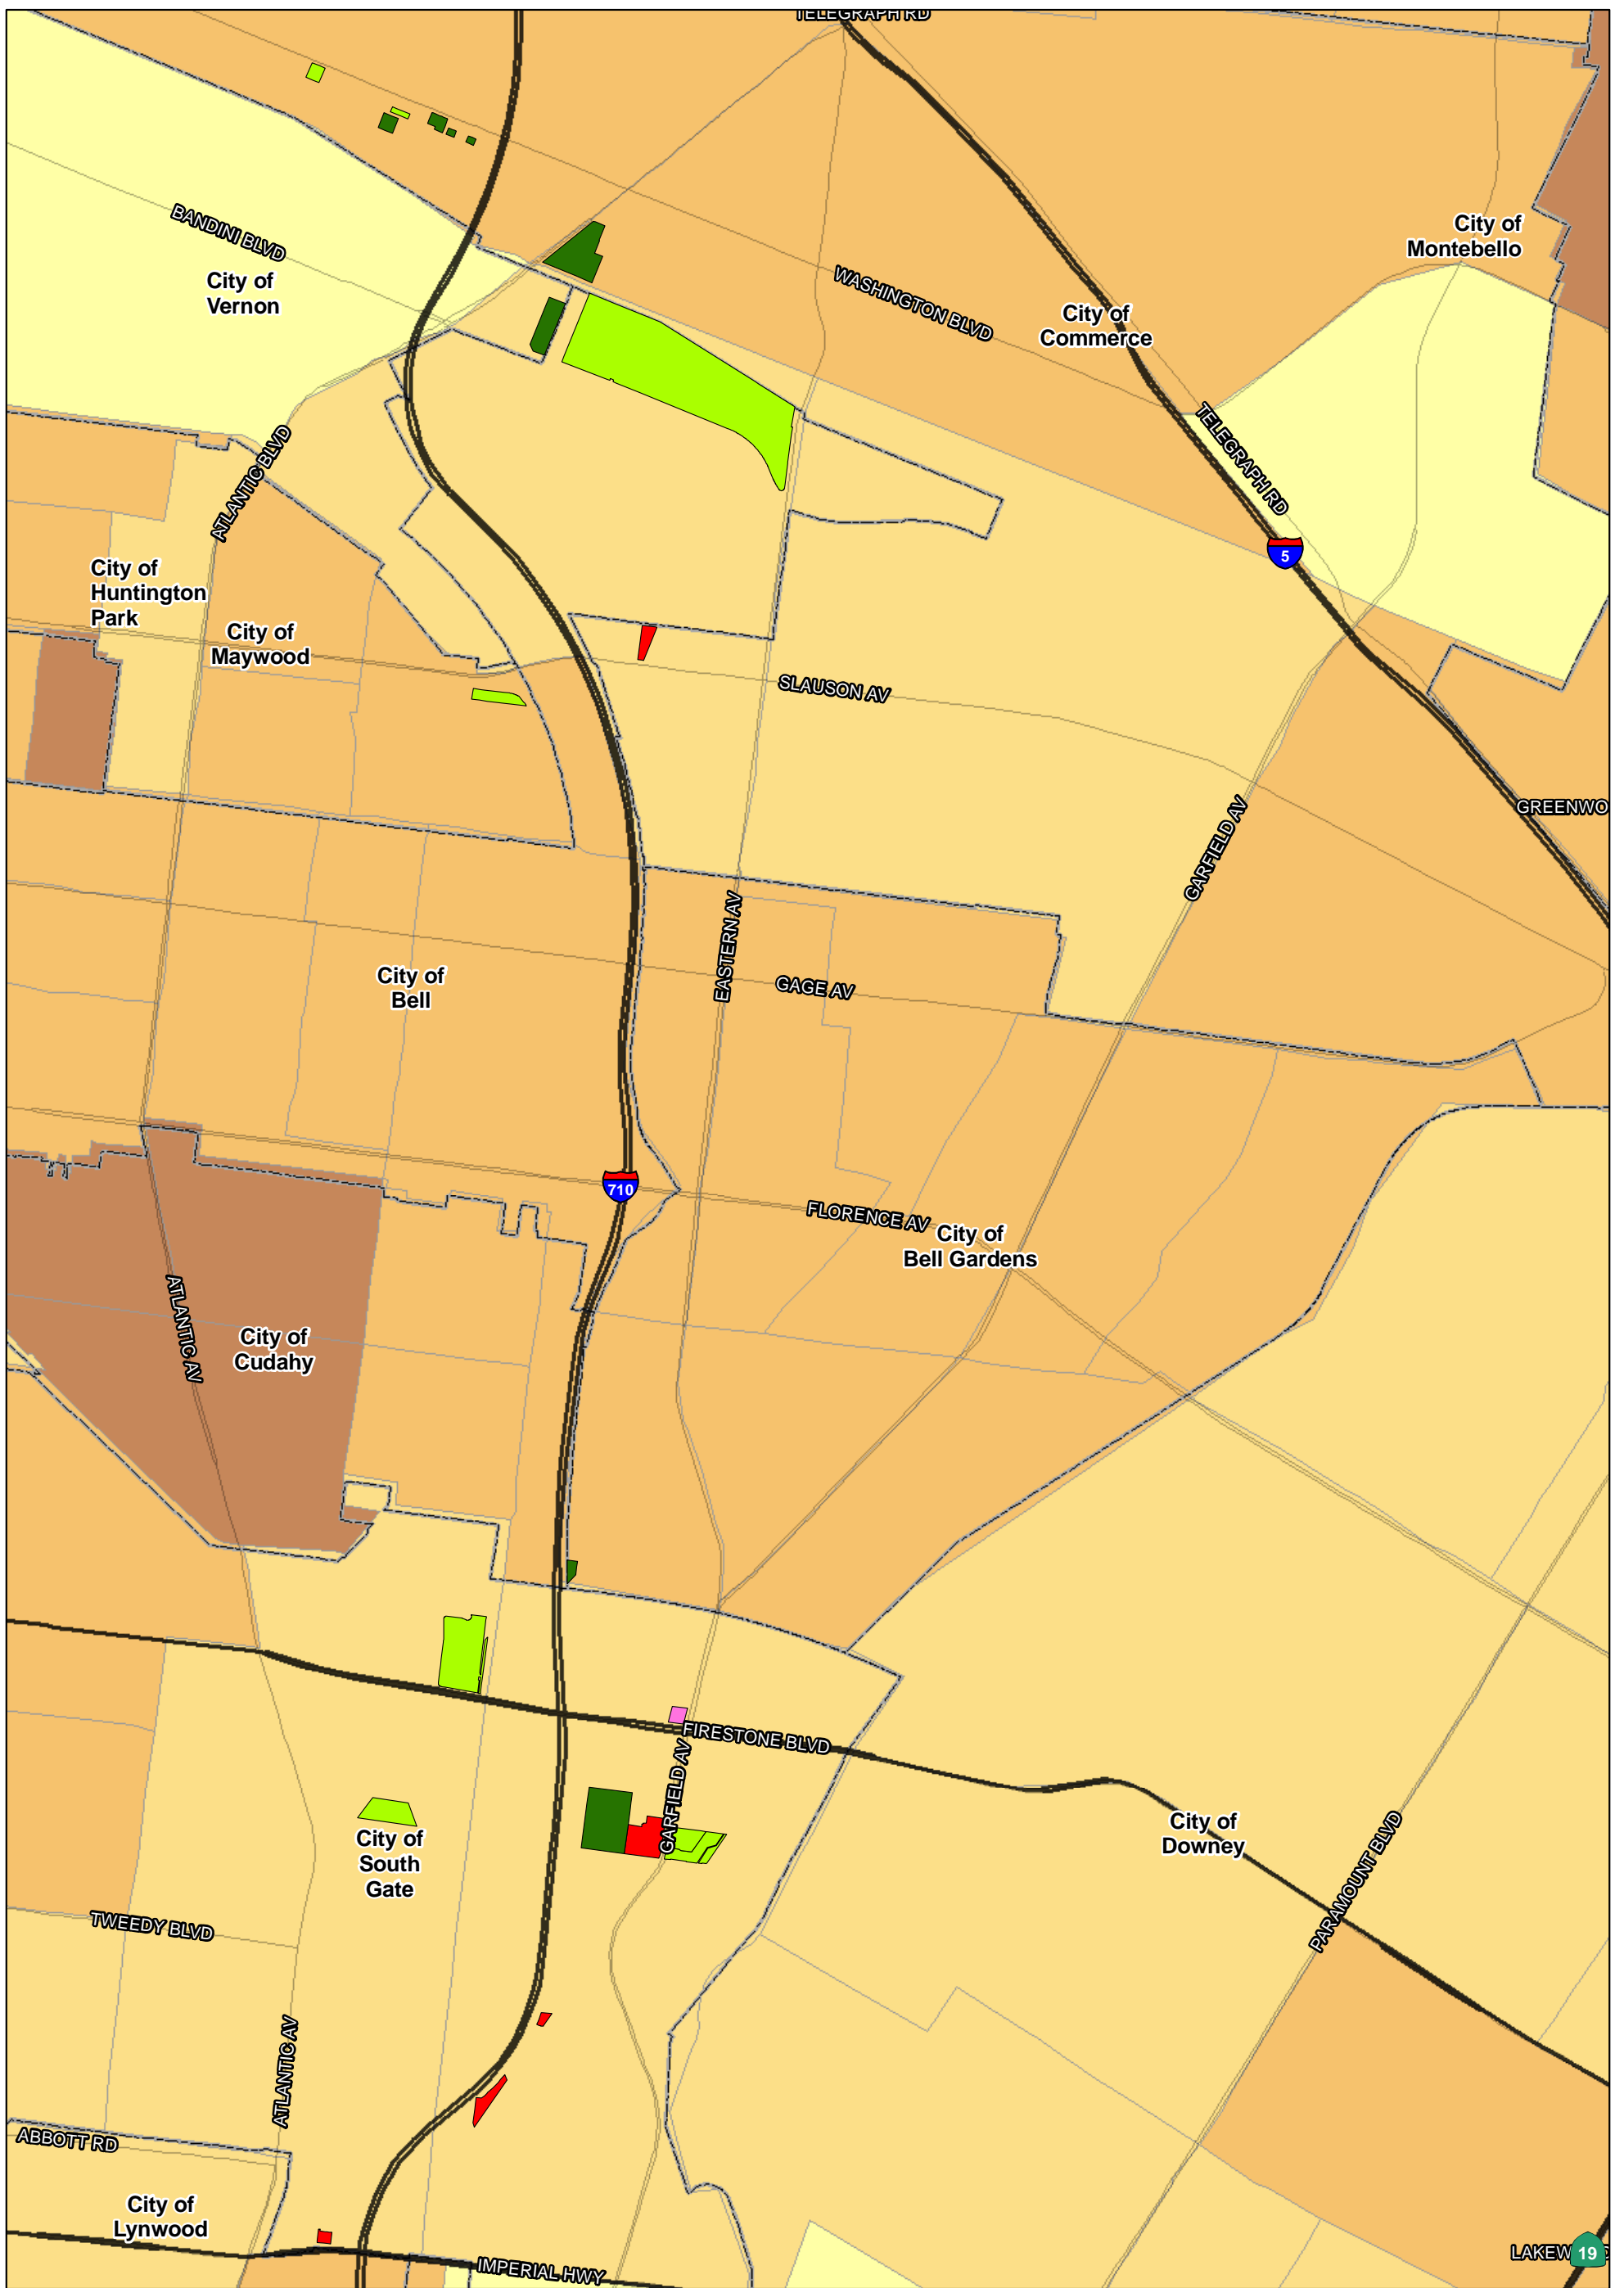 TELEGRAPH RD
BANDINI BLVD
City of
Vernon
City of
Montebello
WASHINGTON BLVD
City of
Commerce
TELEGRAPH RD
ATLANTIC BLVD
5
City of
Huntington
Park
City of
Maywood
SLAUSON AV
GREENWO
GARFIELD AV
EASTERN AV
City of
Bell
GAGE AV
710
FLORENCE AV
City of
Bell Gardens
ATLANTIC AV
City of
Cudahy
FIRESTONE BLVD
GARFIELD AV
City of
South
Gate
City of
Downey
PARAMOUNT BLVD
TWEEDY BLVD
ATLANTIC AV
ABBOTT RD
City of
Lynwood
IMPERIAL HWY
LAKEW
19